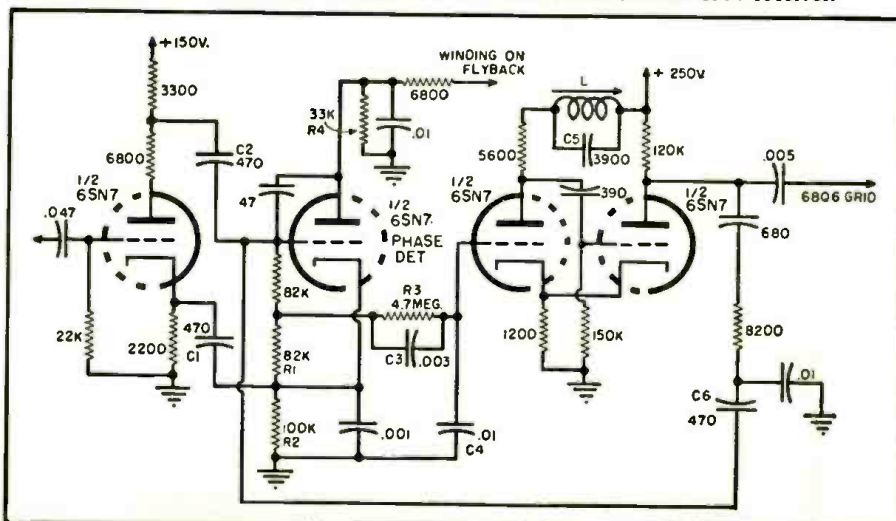 +150V.
3300
6800
C2
470
1/2
6SN7
.047
22K
2200
470
C1
47
WINDING ON
FLYBACK
6800
33K
R4
.01
1/2
6SN7
PHASE
DET
82K
R3
4.7MEG.
C3
.003
82K
R1
100K
R2
.001
.01
C4
L
+ 250V.
C5
3900
5600
120K
390
1/2
6SN7
1/2
6SN7
.005
6BQ6 GRID
680
1200
150K
8200
C6
470
.01